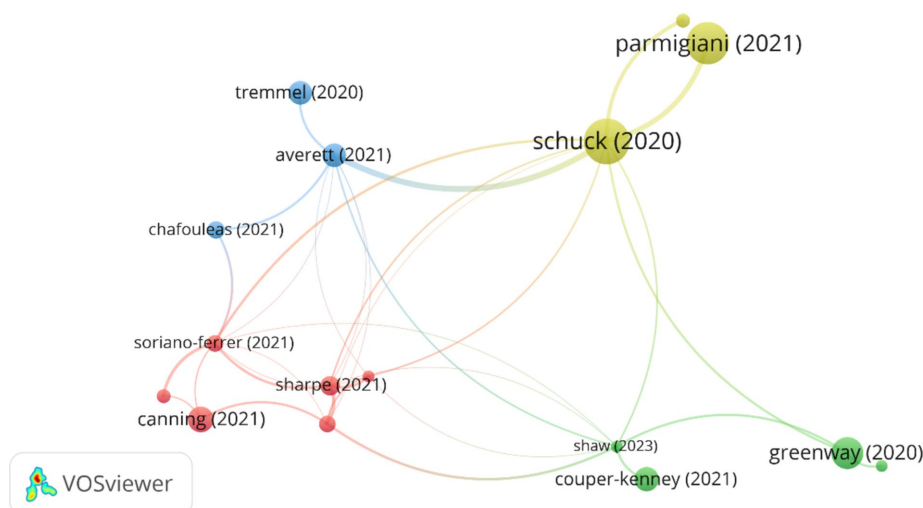 parmigiani (2021)
tremmel (2020)
schuck (2020)
averett (2021)
chafouleas (2021)
soriano-ferrer (2021)
sharpe (2021)
canning (2021)
shaw (2023)
greenway (2020)
couper-kenney (2021)
VOSviewer